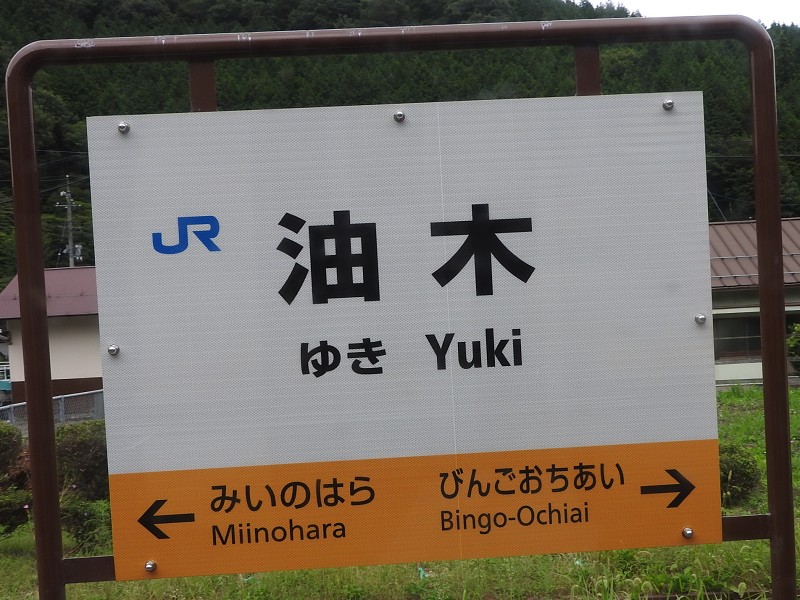 JR 油木
ゆき Yuki
← みいのはら びんごおちあい →
Miinohara Bingo-Ochiai